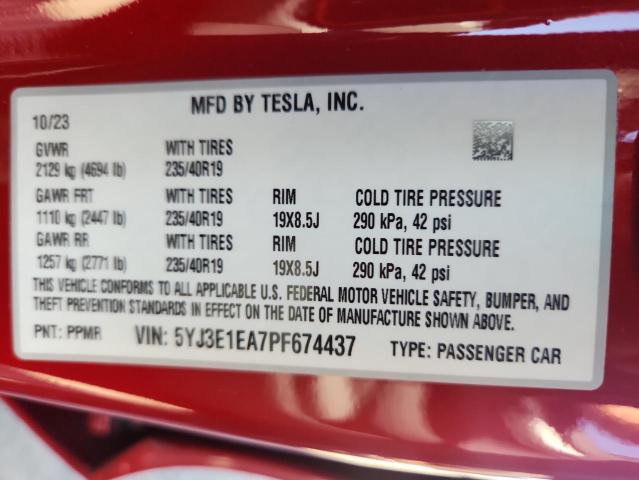 MFD BY TESLA, INC.
10/23
GVWR WITH TIRES
2129 kg (4694 lb) 235/40R19
GAWR FRT WITH TIRES RIM COLD TIRE PRESSURE
1110 kg (2447 lb) 235/40R19 19X8.5J 290 kPa, 42 psi
GAWR RR WITH TIRES RIM COLD TIRE PRESSURE
1257 kg (2771 lb) 235/40R19 19X8.5J 290 kPa, 42 psi
THIS VEHICLE CONFORMS TO ALL APPLICABLE U.S. FEDERAL MOTOR VEHICLE SAFETY, BUMPER, AND
THEFT PREVENTION STANDARDS IN EFFECT ON THE DATE OF MANUFACTURE SHOWN ABOVE.
PNT: PPMR VIN: 5YJ3E1EA7PF674437 TYPE: PASSENGER CAR